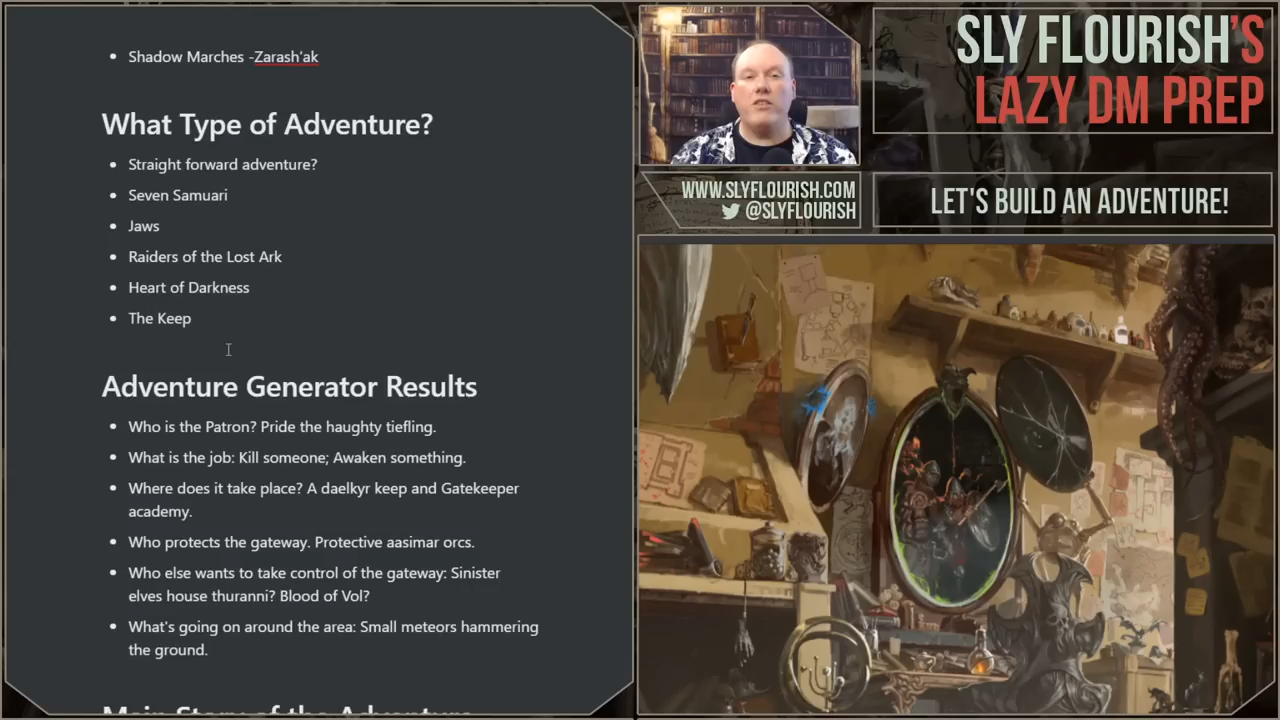 Shadow Marches -Zarash'ak
What Type of Adventure?
Straight forward adventure?
Seven Samuari
Jaws
Raiders of the Lost Ark
Heart of Darkness
The Keep
Adventure Generator Results
Who is the Patron? Pride the haughty tiefling.
What is the job: Kill someone; Awaken something.
Where does it take place? A daelkyr keep and Gatekeeper
academy.
Who protects the gateway. Protective aasimar orcs.
Who else wants to take control of the gateway: Sinister
elves house thuranni? Blood of Vol?
What's going on around the area: Small meteors hammering
the ground.
Main Story of the Adventure
SLY FLOURISH'S
LAZY DM PREP
WWW.SLYFLOURISH.COM
@SLYFLOURISH
LET'S BUILD AN ADVENTURE!